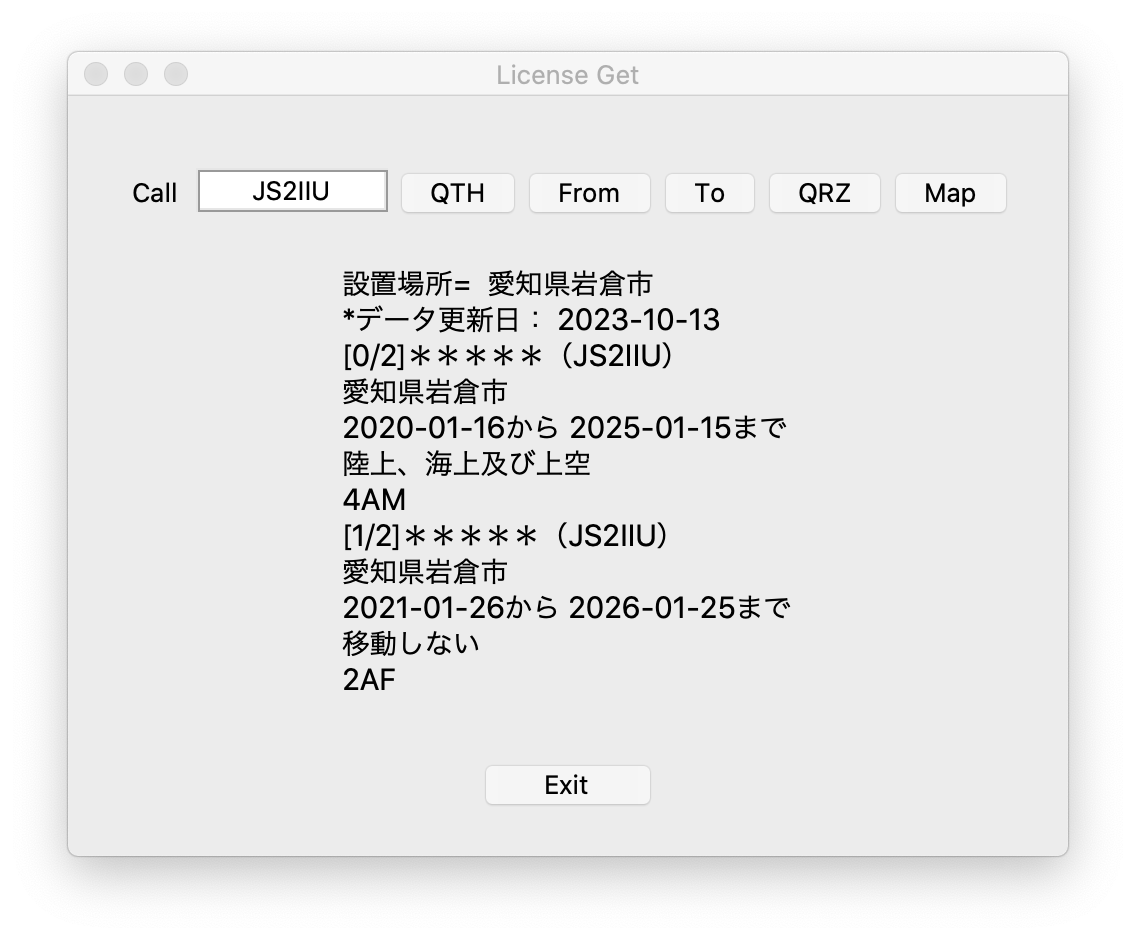 License Get
Call JS2IIU QTH From To QRZ Map
設置場所= 愛知県岩倉市
*データ更新日： 2023-10-13
[0/2]＊＊＊＊＊（JS2IIU）
愛知県岩倉市
2020-01-16から 2025-01-15まで
陸上、海上及び上空
4AM
[1/2]＊＊＊＊＊（JS2IIU）
愛知県岩倉市
2021-01-26から 2026-01-25まで
移動しない
2AF
Exit